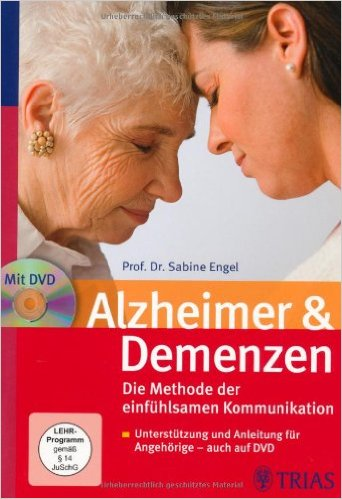 Urheberrechtlich geschütztes Material
Prof. Dr. Sabine Engel
Mit DVD
Alzheimer &
Demenzen
Die Methode der
einfühlsamen Kommunikation
Unterstützung und Anleitung für
Angehörige – auch auf DVD
LEHR-
Programm
gemäß
§ 14
JuSchG
TRIAS
Urheberrechtlich geschütztes Material